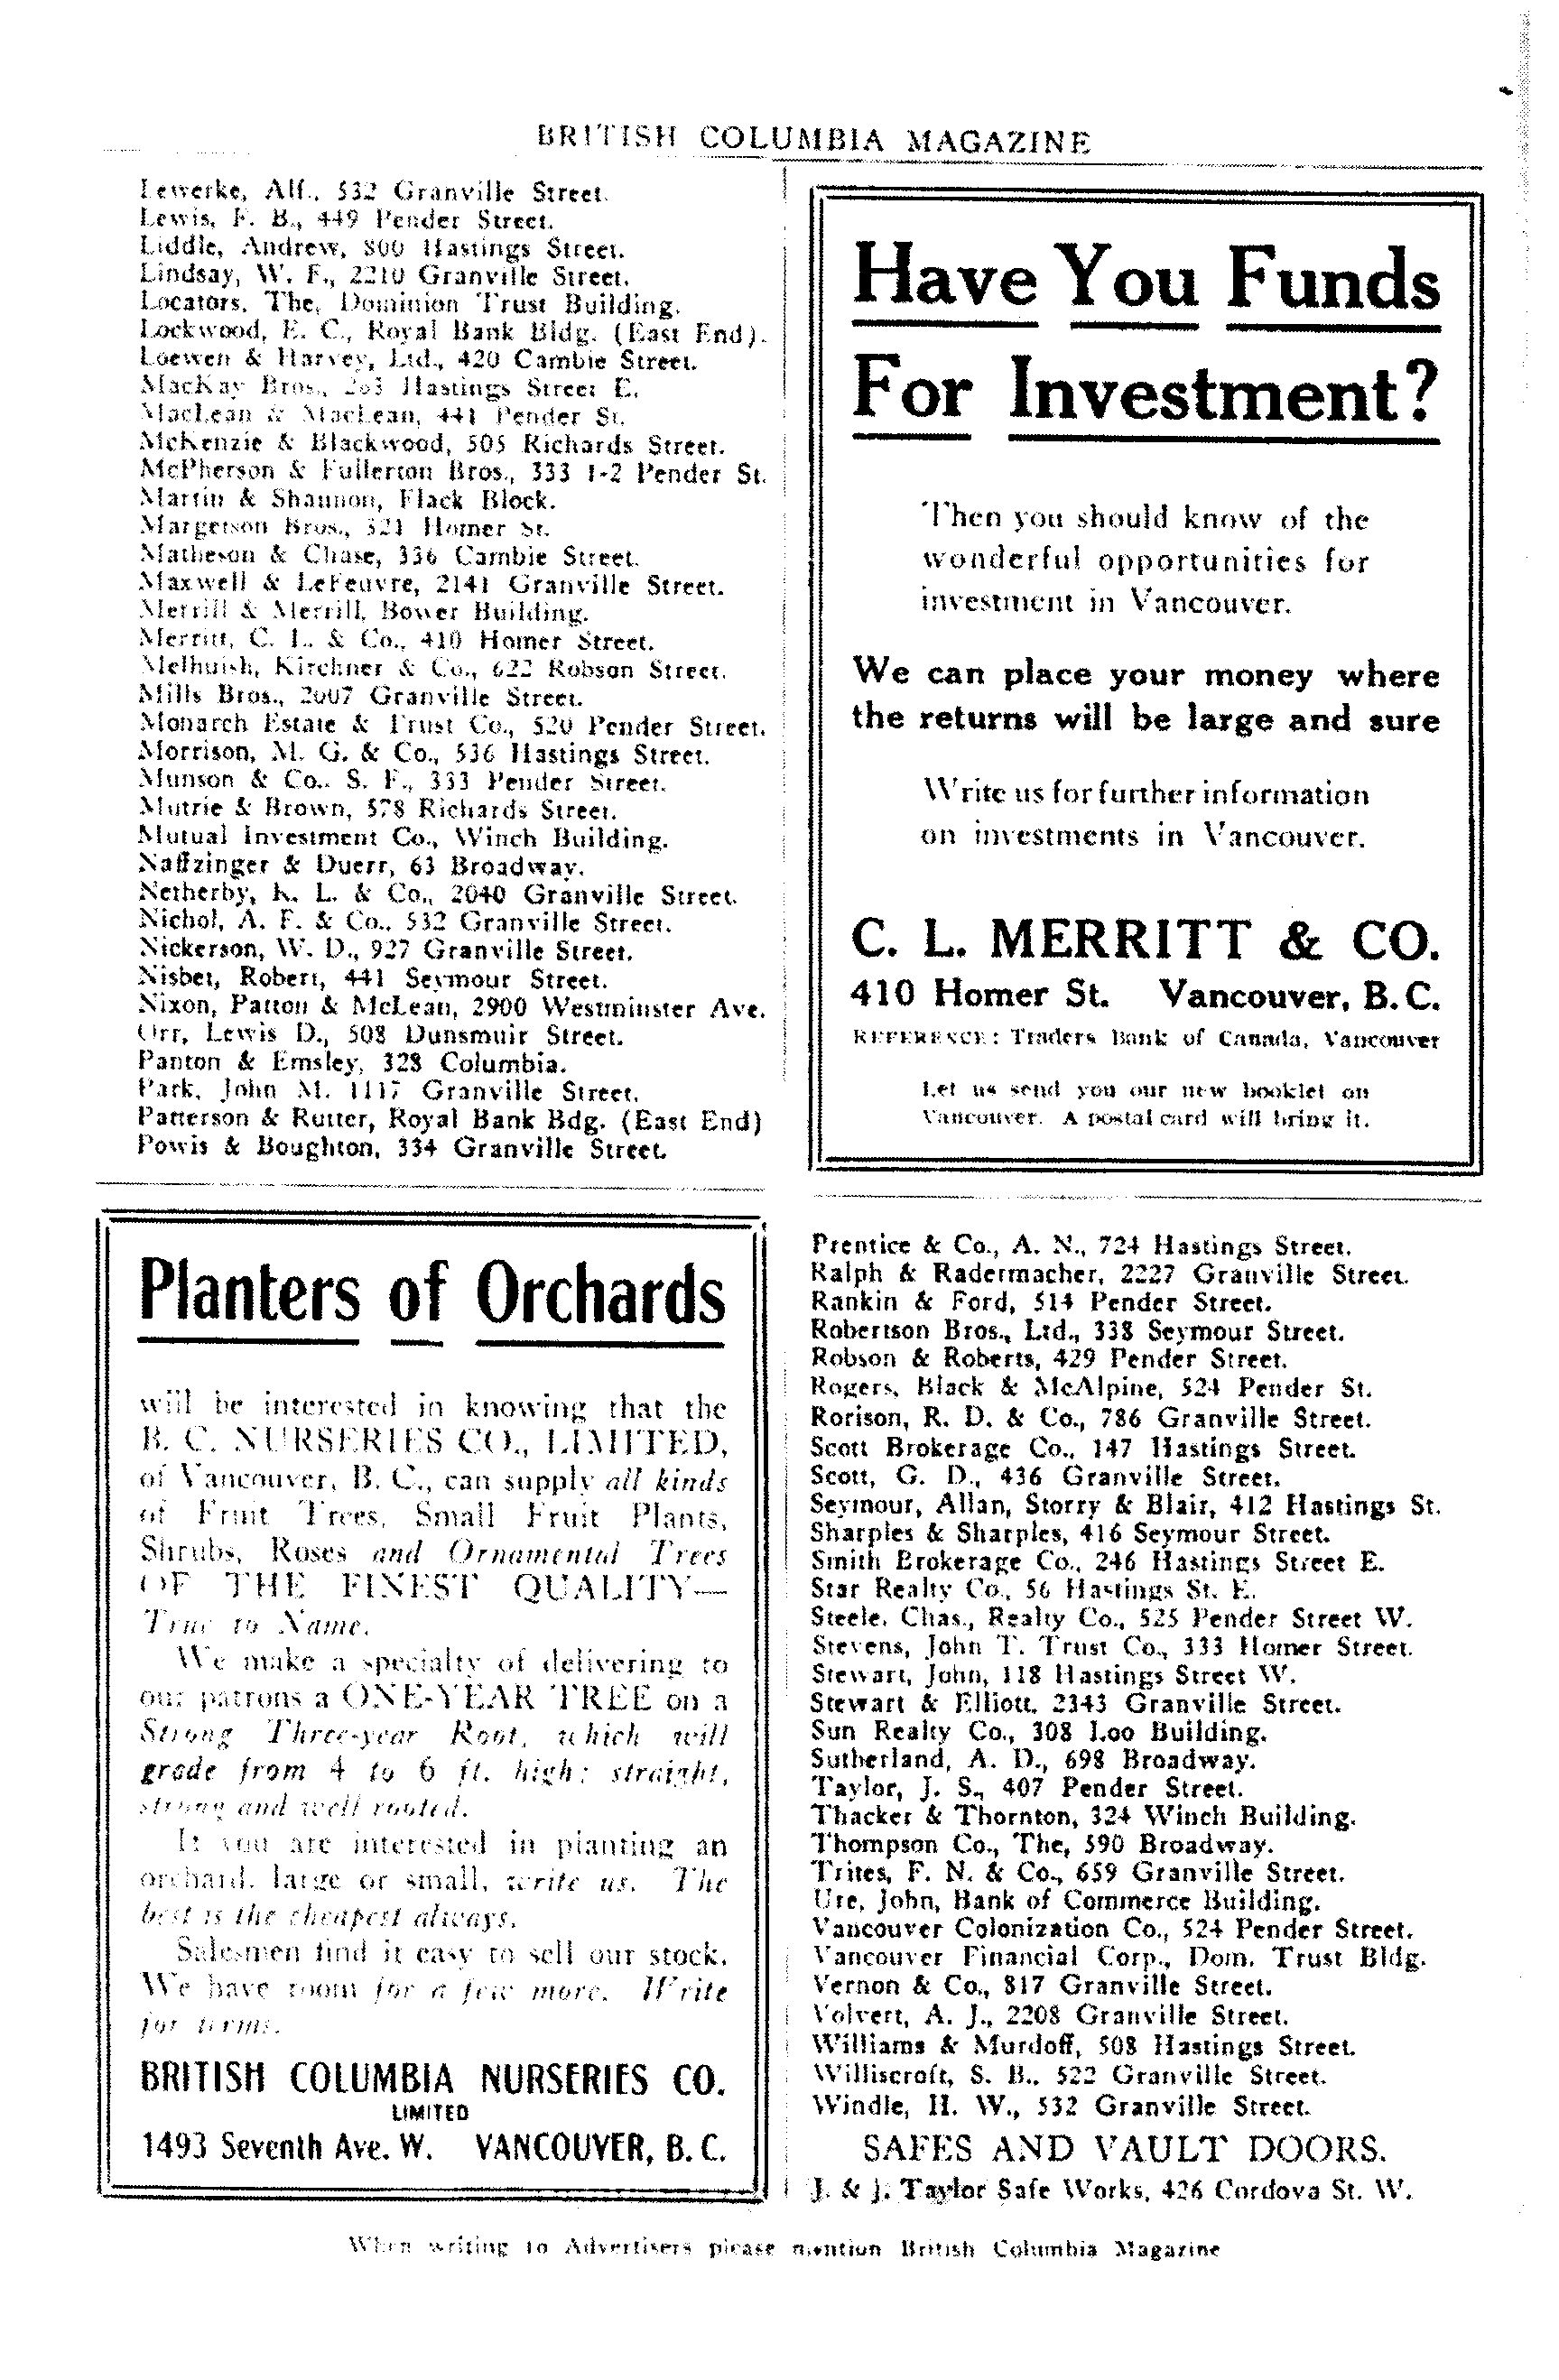 BRITISH COLUMBIA MAGAZINE
Lewerke, Alf., 532 Granville Street.
Lewis, F. B., 449 Pender Street.
Liddle, Andrew, 800 Hastings Street.
Lindsay, W. F., 2210 Granville Street.
Locators, The, Dominion Trust Building.
Lockwood, E. C., Royal Bank Bldg. (East End).
Loewen & Harvey, Ltd., 420 Cambie Street.
MacKay Bros., 263 Hastings Street E.
MacLean & MacLean, 441 Pender St.
McKenzie & Blackwood, 505 Richards Street.
McPherson & Fullerton Bros., 333 1-2 Pender St.
Martin & Shannon, Flack Block.
Margetson Bros., 321 Homer St.
Matheson & Chase, 336 Cambie Street.
Maxwell & LeFeuvre, 2141 Granville Street.
Merrill & Merrill, Bower Building.
Merritt, C. L. & Co., 410 Homer Street.
Melhuish, Kirchner & Co., 622 Robson Street.
Mills Bros., 2007 Granville Street.
Monarch Estate & Trust Co., 520 Pender Street.
Morrison, M. G. & Co., 536 Hastings Street.
Munson & Co., S. F., 333 Pender Street.
Mutrie & Brown, 578 Richards Street.
Mutual Investment Co., Winch Building.
Naffzinger & Duerr, 63 Broadway.
Netherby, K. L. & Co., 2040 Granville Street.
Nichol, A. F. & Co., 532 Granville Street.
Nickerson, W. D., 927 Granville Street.
Nisbet, Robert, 441 Seymour Street.
Nixon, Patton & McLean, 2900 Westminster Ave.
Orr, Lewis D., 508 Dunsmuir Street.
Panton & Emsley, 328 Columbia.
Park, John M. 1117 Granville Street.
Patterson & Rutter, Royal Bank Bdg. (East End)
Powis & Boughton, 334 Granville Street.
Have You Funds
For Investment?
Then you should know of the
wonderful opportunities for
investment in Vancouver.
We can place your money where
the returns will be large and sure
Write us for further information
on investments in Vancouver.
C. L. MERRITT & CO.
410 Homer St. Vancouver, B. C.
REFERENCE: Traders Bank of Canada, Vancouver
Let us send you our new booklet on
Vancouver. A postal card will bring it.
Planters of Orchards
will be interested in knowing that the
B. C. NURSERIES CO., LIMITED,
of Vancouver, B. C., can supply all kinds
of Fruit Trees, Small Fruit Plants,
Shrubs, Roses and Ornamental Trees
OF THE FINEST QUALITY—
True to Name.
We make a specialty of delivering to
our patrons a ONE-YEAR TREE on a
Strong Three-year Root, which will
grade from 4 to 6 ft. high; straight,
strong and well rooted.
If you are interested in planting an
orchard, large or small, write us. The
best is the cheapest always.
Salesmen find it easy to sell our stock.
We have room for a few more. Write
for terms.
BRITISH COLUMBIA NURSERIES CO.
LIMITED
1493 Seventh Ave. W. VANCOUVER, B. C.
Prentice & Co., A. N., 724 Hastings Street.
Ralph & Radermacher, 2227 Granville Street.
Rankin & Ford, 514 Pender Street.
Robertson Bros., Ltd., 338 Seymour Street.
Robson & Roberts, 429 Pender Street.
Rogers, Black & McAlpine, 524 Pender St.
Rorison, R. D. & Co., 786 Granville Street.
Scott Brokerage Co., 147 Hastings Street.
Scott, G. D., 436 Granville Street.
Seymour, Allan, Storry & Blair, 412 Hastings St.
Sharples & Sharples, 416 Seymour Street.
Smith Brokerage Co., 246 Hastings Street E.
Star Realty Co., 56 Hastings St. E.
Steele, Chas., Realty Co., 525 Pender Street W.
Stevens, John T. Trust Co., 333 Homer Street.
Stewart, John, 118 Hastings Street W.
Stewart & Elliott, 2343 Granville Street.
Sun Realty Co., 308 Loo Building.
Sutherland, A. D., 698 Broadway.
Taylor, J. S., 407 Pender Street.
Thacker & Thornton, 324 Winch Building.
Thompson Co., The, 590 Broadway.
Trites, F. N. & Co., 659 Granville Street.
Ure, John, Bank of Commerce Building.
Vancouver Colonization Co., 524 Pender Street.
Vancouver Financial Corp., Dom. Trust Bldg.
Vernon & Co., 817 Granville Street.
Volvert, A. J., 2208 Granville Street.
Williams & Murdoff, 508 Hastings Street.
Williscroft, S. B., 522 Granville Street.
Windle, H. W., 532 Granville Street.
SAFES AND VAULT DOORS.
J. & J. Taylor Safe Works, 426 Cordova St. W.
When writing to Advertisers please mention British Columbia Magazine